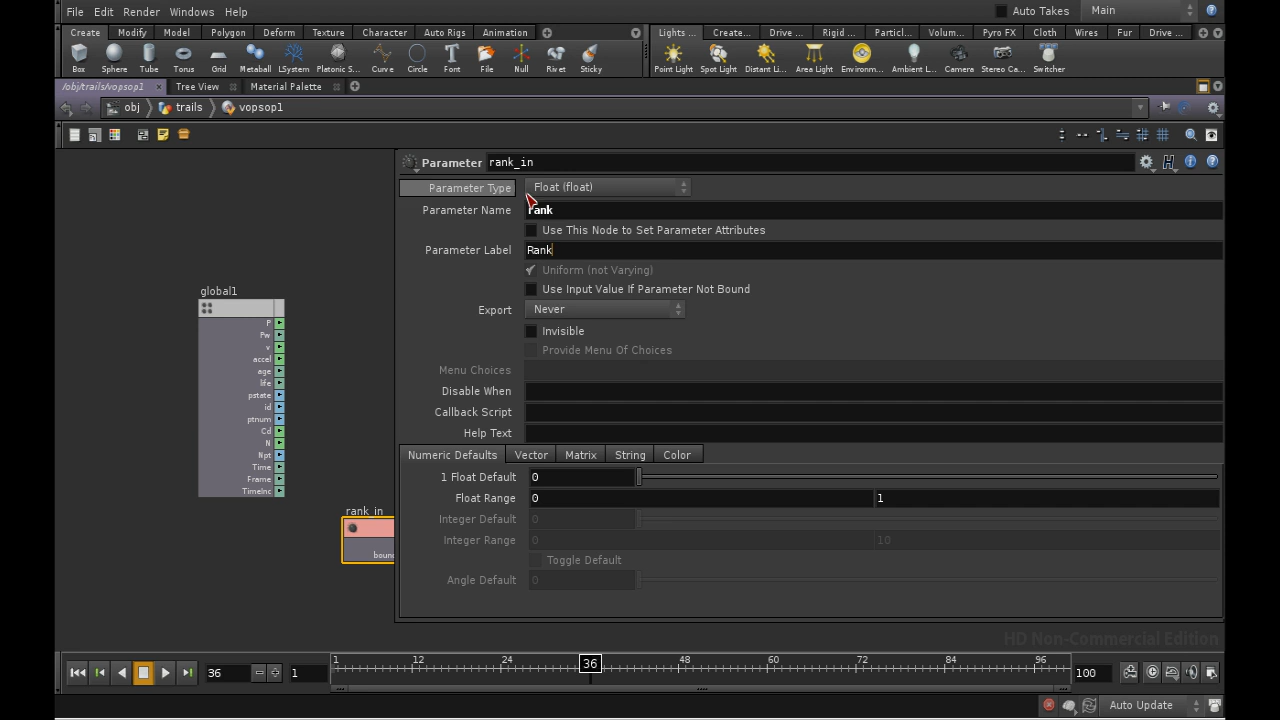 File Edit Render Windows Help Auto Takes Main
Create Modify Model Polygon Deform Texture Character Auto Rigs Animation Lights ... Create... Drive ... Rigid ... Particl... Volum... Pyro FX Cloth Wires Fur Drive ...
Box Sphere Tube Torus Grid Metaball LSystem Platonic S... Curve Circle Font File Null Rivet Sticky Point Light Spot Light Distant Li... Area Light Environm... Ambient L... Camera Stereo Ca... Switcher
/obj/trails/vopsop1 Tree View Material Palette
obj trails vopsop1
Parameter rank_in
Parameter Type Float (float)
Parameter Name rank
Use This Node to Set Parameter Attributes
Parameter Label Rank
Uniform (not Varying)
Use Input Value If Parameter Not Bound
Export Never
Invisible
Provide Menu Of Choices
Menu Choices
Disable When
Callback Script
Help Text
Numeric Defaults Vector Matrix String Color
1 Float Default 0
Float Range 0 1
Integer Default 0
Integer Range 0 10
Toggle Default
Angle Default 0
global1
P
Pw
v
accel
age
life
pstate
id
ptnum
Cd
N
Npt
Time
Frame
TimeInc
rank_in
bounc
HD Non-Commercial Edition
36 1 1 12 24 36 48 60 72 84 96 100
Auto Update